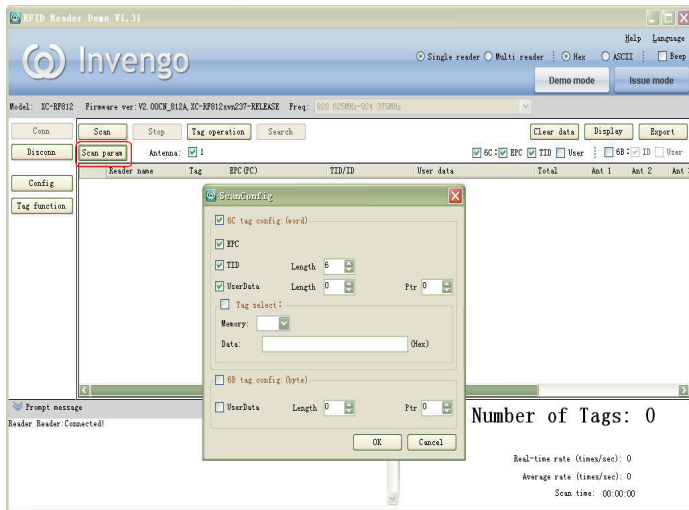 RFID Reader Demo V1.31
Help Language
Invengo
Single reader Multi reader Hex ASCII Beep
Demo mode Issue mode
Model: XC-RF812 Firmware ver: V2.00CN_812A, XC-RF812svn237-RELEASE Freq: 920.625MHz-924.375MHz
Conn Scan Stop Tag operation Search Clear data Display Export
Disconn Scan param Antenna: 1 6C: EPC TID User 6B: ID User
Reader name Tag EPC(PC) TID/ID User data Total Ant 1 Ant 2 Ant
Config
Tag function
ScanConfig
6C tag config:(word)
EPC
TID Length 6
UserData Length 0 Ptr 0
Tag select:
Memory:
Data: (Hex)
6B tag config:(byte)
UserData Length 0 Ptr 0
OK Cancel
Prompt message
Reader Reader:Connected!
Number of Tags: 0
Real-time rate (times/sec): 0
Average rate (times/sec): 0
Scan time: 00:00:00